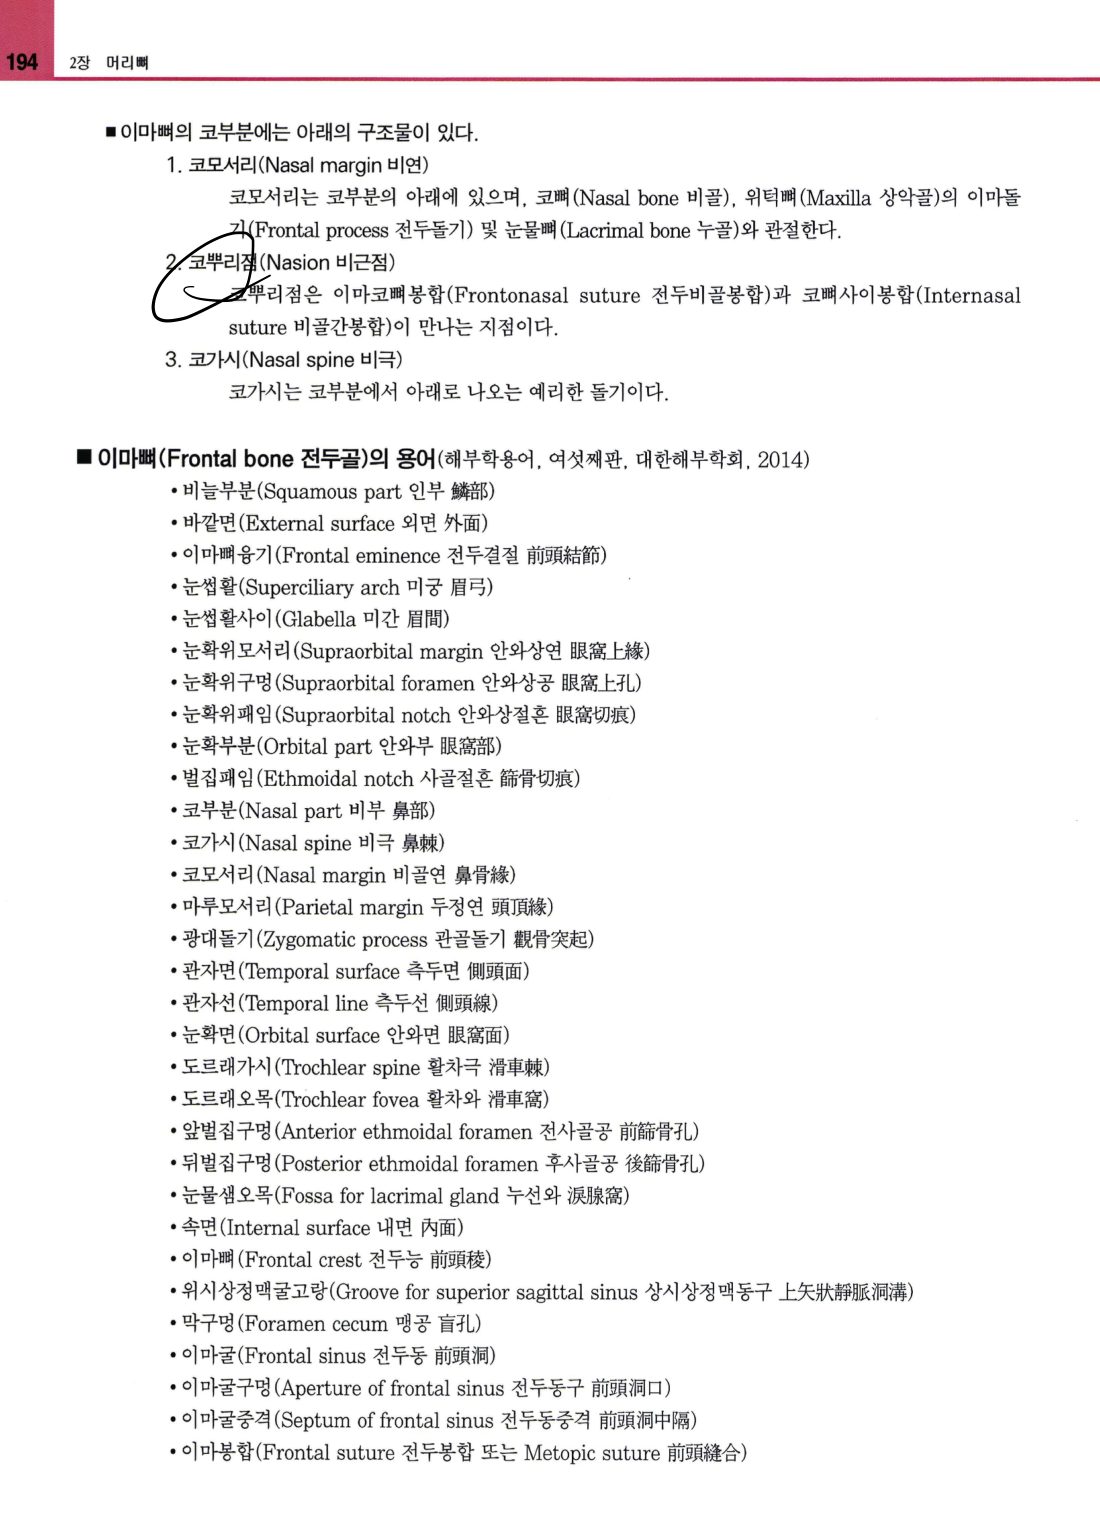 194 2장 머리뼈
■ 이마뼈의 코부분에는 아래의 구조물이 있다.
1. 코모서리(Nasal margin 비연)
코모서리는 코부분의 아래에 있으며, 코뼈(Nasal bone 비골), 위턱뼈(Maxilla 상악골)의 이마돌
기(Frontal process 전두돌기) 및 눈물뼈(Lacrimal bone 누골)와 관절한다.
2. 코뿌리점(Nasion 비근점)
코뿌리점은 이마코뼈봉합(Frontonasal suture 전두비골봉합)과 코뼈사이봉합(Internasal
suture 비골간봉합)이 만나는 지점이다.
3. 코가시(Nasal spine 비극)
코가시는 코부분에서 아래로 나오는 예리한 돌기이다.
■ 이마뼈(Frontal bone 전두골)의 용어(해부학용어, 여섯째판, 대한해부학회, 2014)
• 비늘부분(Squamous part 인부 鱗部)
• 바깥면(External surface 외면 外面)
• 이마뼈융기(Frontal eminence 전두결절 前頭結節)
• 눈썹활(Superciliary arch 미궁 眉弓)
• 눈썹활사이(Glabella 미간 眉間)
• 눈확위모서리(Supraorbital margin 안와상연 眼窩上緣)
• 눈확위구멍(Supraorbital foramen 안와상공 眼窩上孔)
• 눈확위패임(Supraorbital notch 안와상절흔 眼窩切痕)
• 눈확부분(Orbital part 안와부 眼窩部)
• 벌집패임(Ethmoidal notch 사골절흔 篩骨切痕)
• 코부분(Nasal part 비부 鼻部)
• 코가시(Nasal spine 비극 鼻棘)
• 코모서리(Nasal margin 비골연 鼻骨緣)
• 마루모서리(Parietal margin 두정연 頭頂緣)
• 광대돌기(Zygomatic process 관골돌기 觀骨突起)
• 관자면(Temporal surface 측두면 側頭面)
• 관자선(Temporal line 측두선 側頭線)
• 눈확면(Orbital surface 안와면 眼窩面)
• 도르래가시(Trochlear spine 활차극 滑車棘)
• 도르래오목(Trochlear fovea 활차와 滑車窩)
• 앞벌집구멍(Anterior ethmoidal foramen 전사골공 前篩骨孔)
• 뒤벌집구멍(Posterior ethmoidal foramen 후사골공 後篩骨孔)
• 눈물샘오목(Fossa for lacrimal gland 누선와 淚腺窩)
• 속면(Internal surface 내면 內面)
• 이마뼈(Frontal crest 전두능 前頭稜)
• 위시상정맥굴고랑(Groove for superior sagittal sinus 상시상정맥동구 上矢狀靜脈洞溝)
• 막구멍(Foramen cecum 맹공 盲孔)
• 이마굴(Frontal sinus 전두동 前頭洞)
• 이마굴구멍(Aperture of frontal sinus 전두동구 前頭洞口)
• 이마굴중격(Septum of frontal sinus 전두동중격 前頭洞中隔)
• 이마봉합(Frontal suture 전두봉합 또는 Metopic suture 前頭縫合)